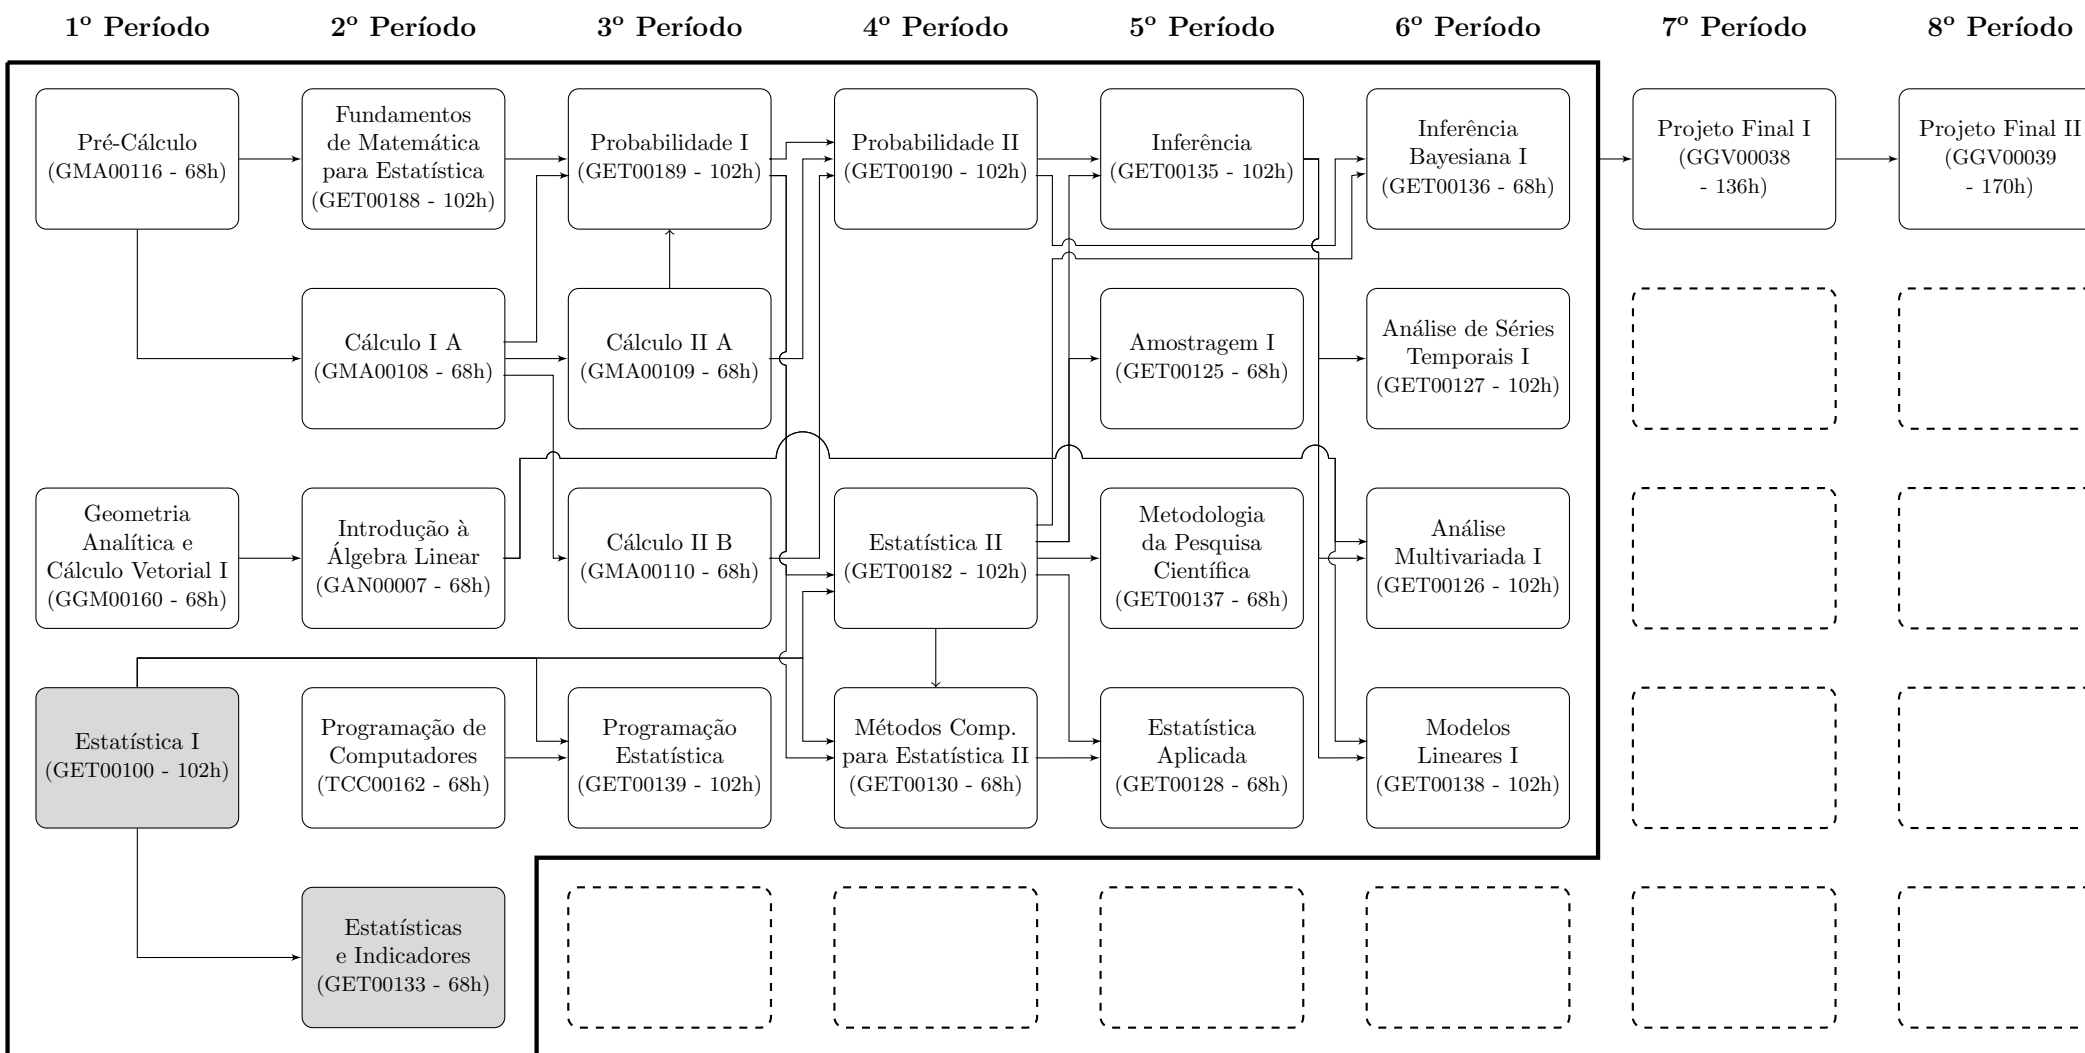 1º Período
2º Período
3º Período
4º Período
5º Período
6º Período
7º Período
8º Período
Pré-Cálculo
(GMA00116 - 68h)
Fundamentos
de Matemática
para Estatística
(GET00188 - 102h)
Probabilidade I
(GET00189 - 102h)
Probabilidade II
(GET00190 - 102h)
Inferência
(GET00135 - 102h)
Inferência
Bayesiana I
(GET00136 - 68h)
Projeto Final I
(GGV00038
- 136h)
Projeto Final II
(GGV00039
- 170h)
Cálculo I A
(GMA00108 - 68h)
Cálculo II A
(GMA00109 - 68h)
Amostragem I
(GET00125 - 68h)
Análise de Séries
Temporais I
(GET00127 - 102h)
Geometria
Analítica e
Cálculo Vetorial I
(GGM00160 - 68h)
Introdução à
Álgebra Linear
(GAN00007 - 68h)
Cálculo II B
(GMA00110 - 68h)
Estatística II
(GET00182 - 102h)
Metodologia
da Pesquisa
Científica
(GET00137 - 68h)
Análise
Multivariada I
(GET00126 - 102h)
Estatística I
(GET00100 - 102h)
Programação de
Computadores
(TCC00162 - 68h)
Programação
Estatística
(GET00139 - 102h)
Métodos Comp.
para Estatística II
(GET00130 - 68h)
Estatística
Aplicada
(GET00128 - 68h)
Modelos
Lineares I
(GET00138 - 102h)
Estatísticas
e Indicadores
(GET00133 - 68h)